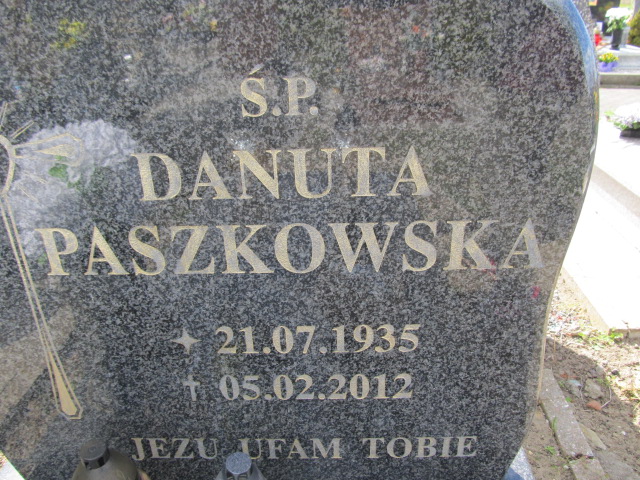 Ś.P.
DANUTA
PASZKOWSKA
21.07.1935
† 05.02.2012
JEZU UFAM TOBIE